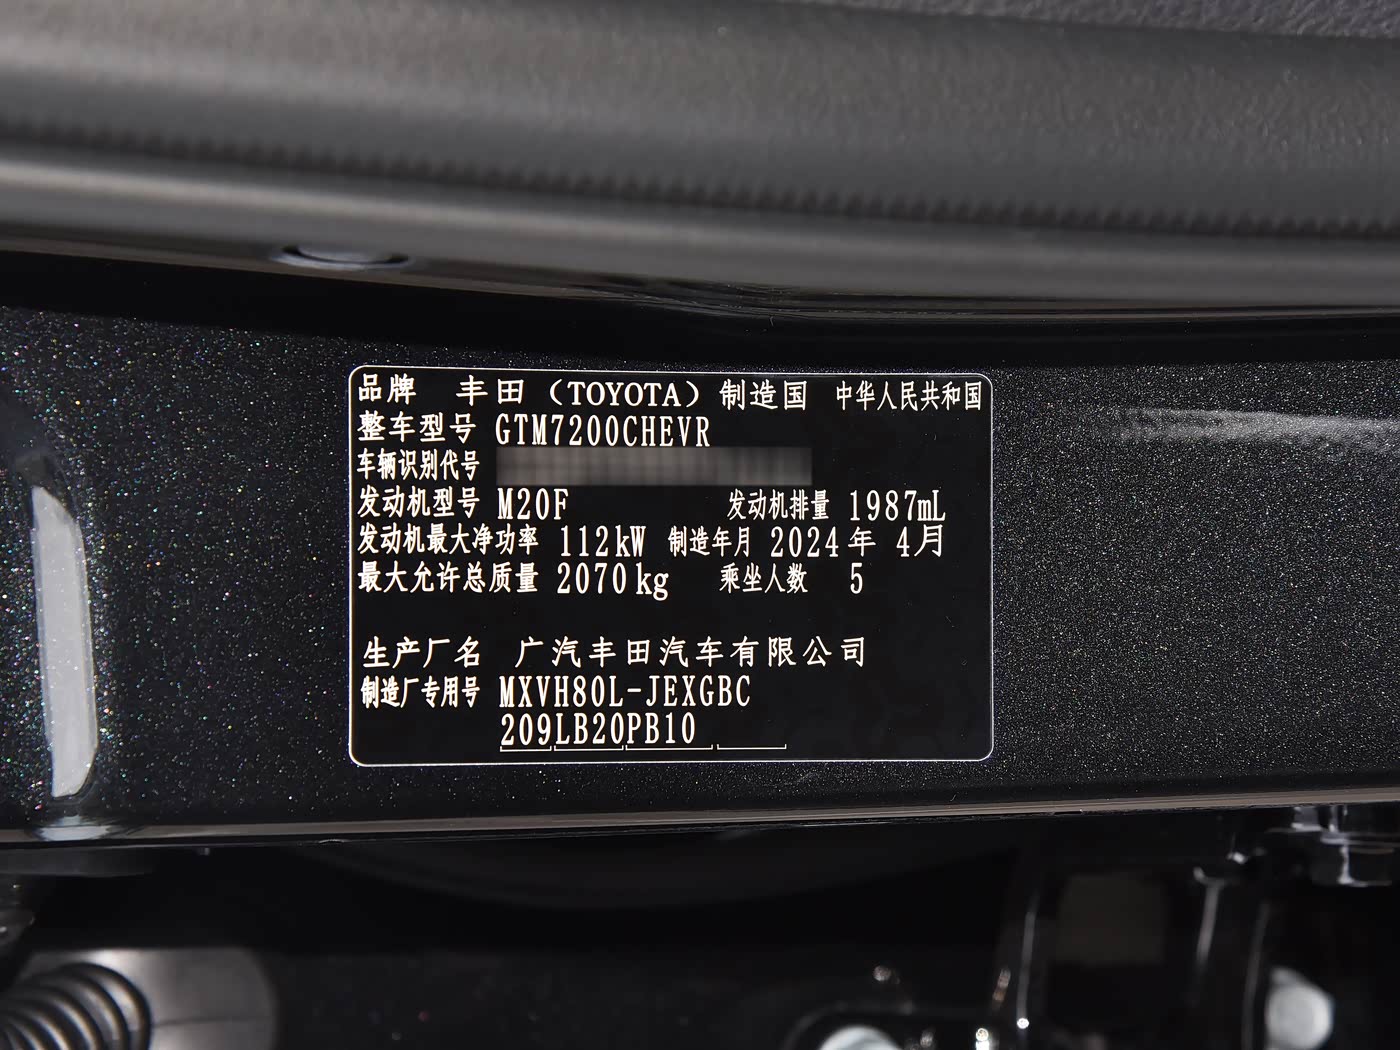 品牌 丰田（TOYOTA）制造国 中华人民共和国
整车型号 GTM7200CHEVR
车辆识别代号
发动机型号 M20F 发动机排量 1987mL
发动机最大净功率 112kW 制造年月 2024年 4月
最大允许总质量 2070kg 乘坐人数 5
生产厂名 广汽丰田汽车有限公司
制造厂专用号 MXVH80L-JEXGBC
209LB20PB10